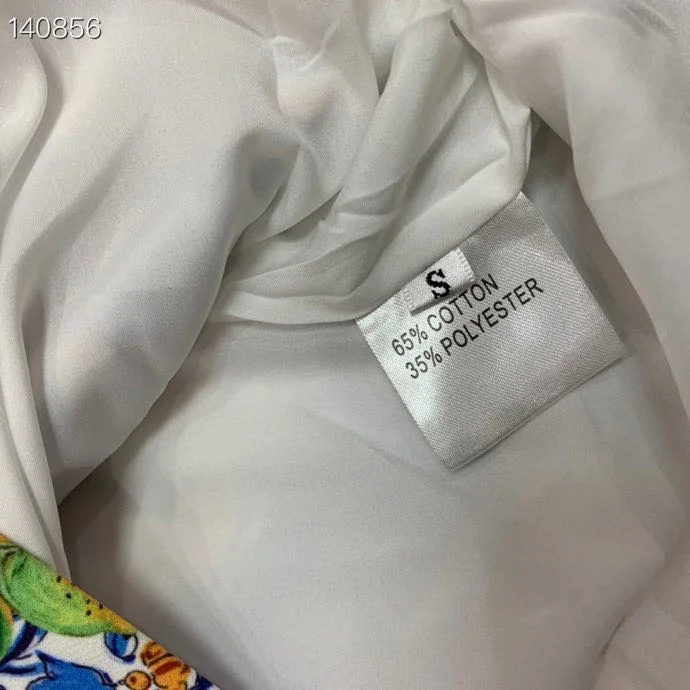 140856
S
65% COTTON
35% POLYESTER